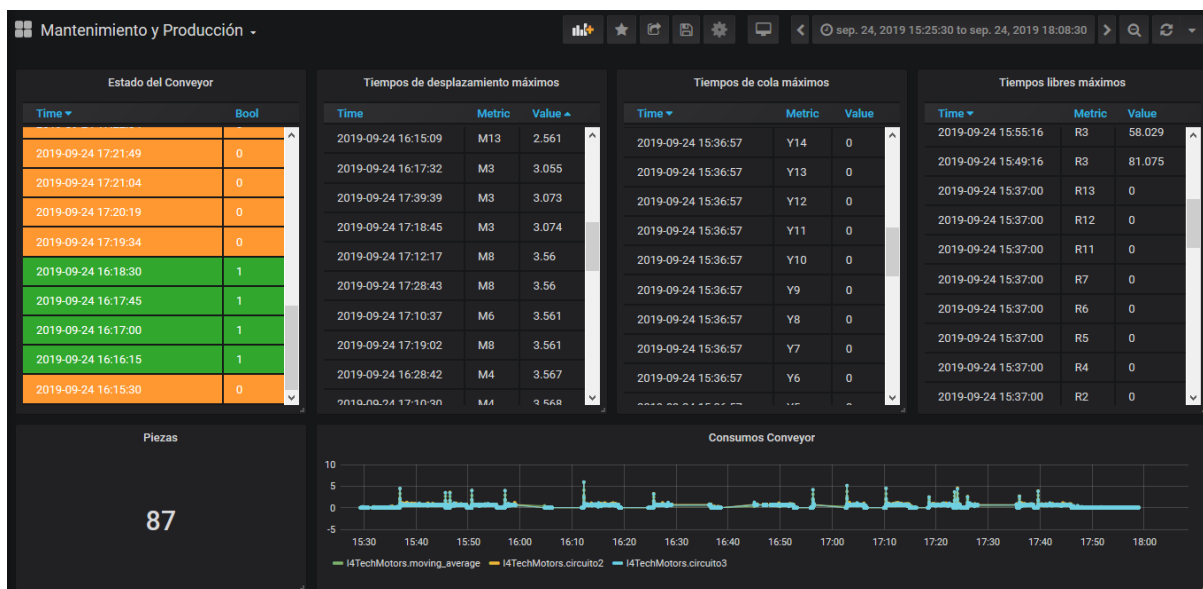 Mantenimiento y Producción
sep. 24, 2019 15:25:30 to sep. 24, 2019 18:08:30
Estado del Conveyor
Time Bool
2019-09-24 17:21:49 0
2019-09-24 17:21:04 0
2019-09-24 17:20:19 0
2019-09-24 17:19:34 0
2019-09-24 16:18:30 1
2019-09-24 16:17:45 1
2019-09-24 16:17:00 1
2019-09-24 16:16:15 1
2019-09-24 16:15:30 0
Tiempos de desplazamiento máximos
Time Metric Value
2019-09-24 16:15:09 M13 2.561
2019-09-24 16:17:32 M3 3.055
2019-09-24 17:39:39 M3 3.073
2019-09-24 17:18:45 M3 3.074
2019-09-24 17:12:17 M8 3.56
2019-09-24 17:28:43 M8 3.56
2019-09-24 17:10:37 M6 3.561
2019-09-24 17:19:02 M8 3.561
2019-09-24 16:28:42 M4 3.567
2019-09-24 17:10:30 M4 3.568
Tiempos de cola máximos
Time Metric Value
2019-09-24 15:36:57 Y14 0
2019-09-24 15:36:57 Y13 0
2019-09-24 15:36:57 Y12 0
2019-09-24 15:36:57 Y11 0
2019-09-24 15:36:57 Y10 0
2019-09-24 15:36:57 Y9 0
2019-09-24 15:36:57 Y8 0
2019-09-24 15:36:57 Y7 0
2019-09-24 15:36:57 Y6 0
Tiempos libres máximos
Time Metric Value
2019-09-24 15:55:16 R3 58.029
2019-09-24 15:49:16 R3 81.075
2019-09-24 15:37:00 R13 0
2019-09-24 15:37:00 R12 0
2019-09-24 15:37:00 R11 0
2019-09-24 15:37:00 R7 0
2019-09-24 15:37:00 R6 0
2019-09-24 15:37:00 R5 0
2019-09-24 15:37:00 R4 0
2019-09-24 15:37:00 R2 0
Piezas
87
Consumos Conveyor
10
5
0
-5
15:30 15:40 15:50 16:00 16:10 16:20 16:30 16:40 16:50 17:00 17:10 17:20 17:30 17:40 17:50 18:00
I4TechMotors.moving_average I4TechMotors.circuito2 I4TechMotors.circuito3